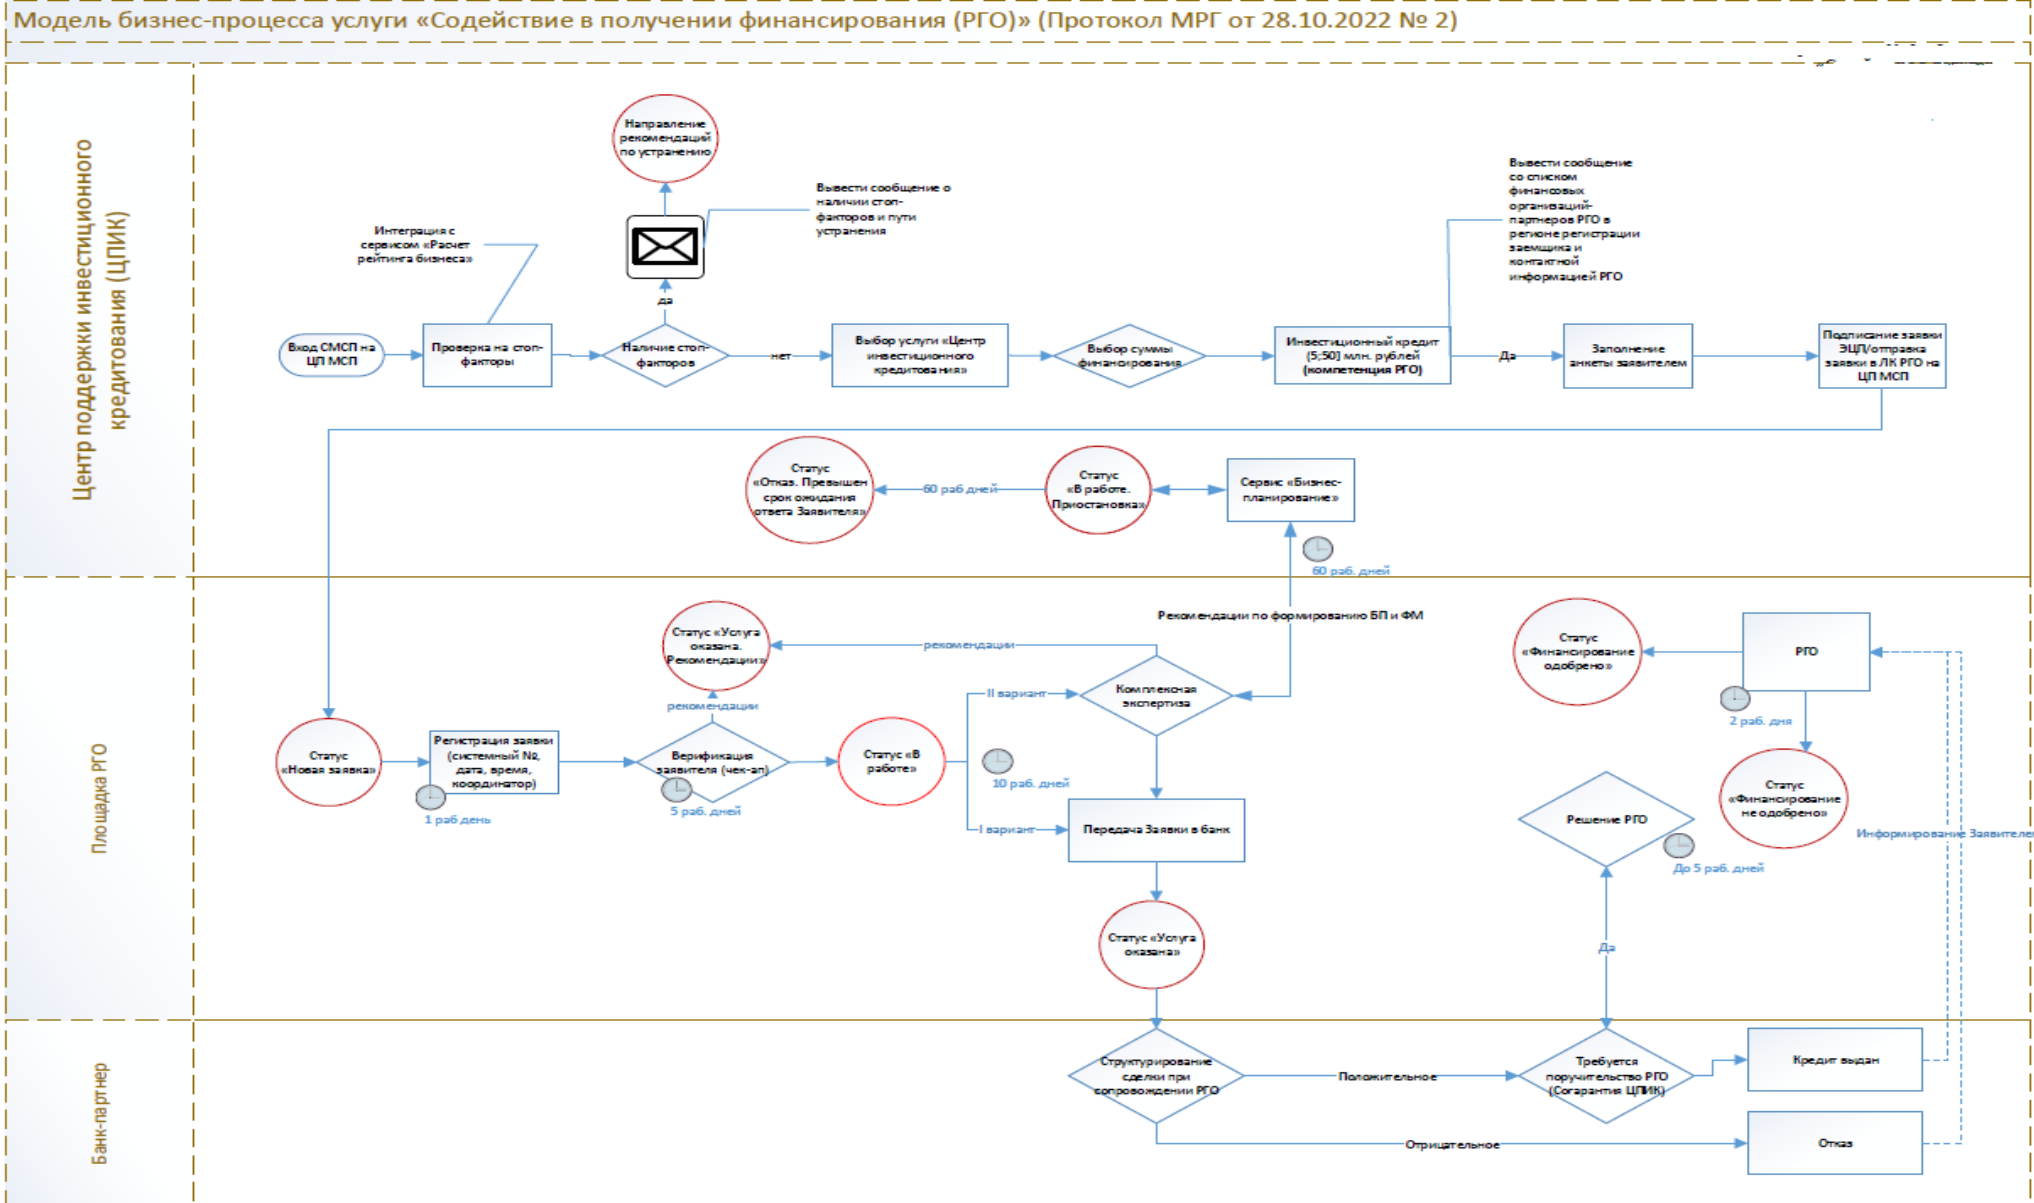 Модель бизнес-процесса услуги «Содействие в получении финансирования (РГО)» (Протокол МРГ от 28.10.2022 № 2)
Центр поддержки инвестиционного
кредитования (ЦПИК)
Направление
рекомендаций
по устранению
Вывести сообщение о
наличии стоп-
факторов и пути
устранения
Интеграция с
сервисом «Расчет
рейтинга бизнеса»
Вывести сообщение
со списком
финансовых
организаций-
партнеров РГО в
регионе регистрации
заемщика и
контактной
информацией РГО
да
Вход СМСП на
ЦП МСП
Проверка на стоп-
факторы
Наличие стоп-
факторов
нет
Выбор услуги «Центр
инвестиционного
кредитования»
Выбор суммы
финансирования
Инвестиционный кредит
(5;50] млн. рублей
(компетенция РГО)
Да
Заполнение
анкеты заявителем
Подписание заявки
ЭЦП/отправка
заявки в ЛК РГО на
ЦП МСП
Статус
«Отказ. Превышен
срок ожидания
ответа Заявителя»
60 раб.дней
Статус
«В работе.
Приостановка»
Сервис «Бизнес-
планирование»
60 раб. дней
Площадка РГО
Рекомендации по формированию БП и ФМ
Статус «Услуга
оказана.
Рекомендации»
рекомендации
рекомендации
II вариант
Комплексная
экспертиза
Статус
«Новая заявка»
Регистрация заявки
(системный №,
дата, время,
координатор)
1 раб.день
Верификация
заявителя (чек-ап)
5 раб. дней
Статус «В
работе»
10 раб. дней
I вариант
Передача Заявки в банк
Статус «Услуга
оказана»
Статус
«Финансирование
одобрено»
РГО
2 раб. дня
Статус
«Финансирование
не одобрено»
Решение РГО
До 5 раб. дней
Информирование Заявителя
Да
Банк-партнер
Структурирование
сделки при
сопровождении РГО
Положительное
Требуется
поручительство РГО
(Согарантия ЦПИК)
Кредит выдан
Отрицательное
Отказ